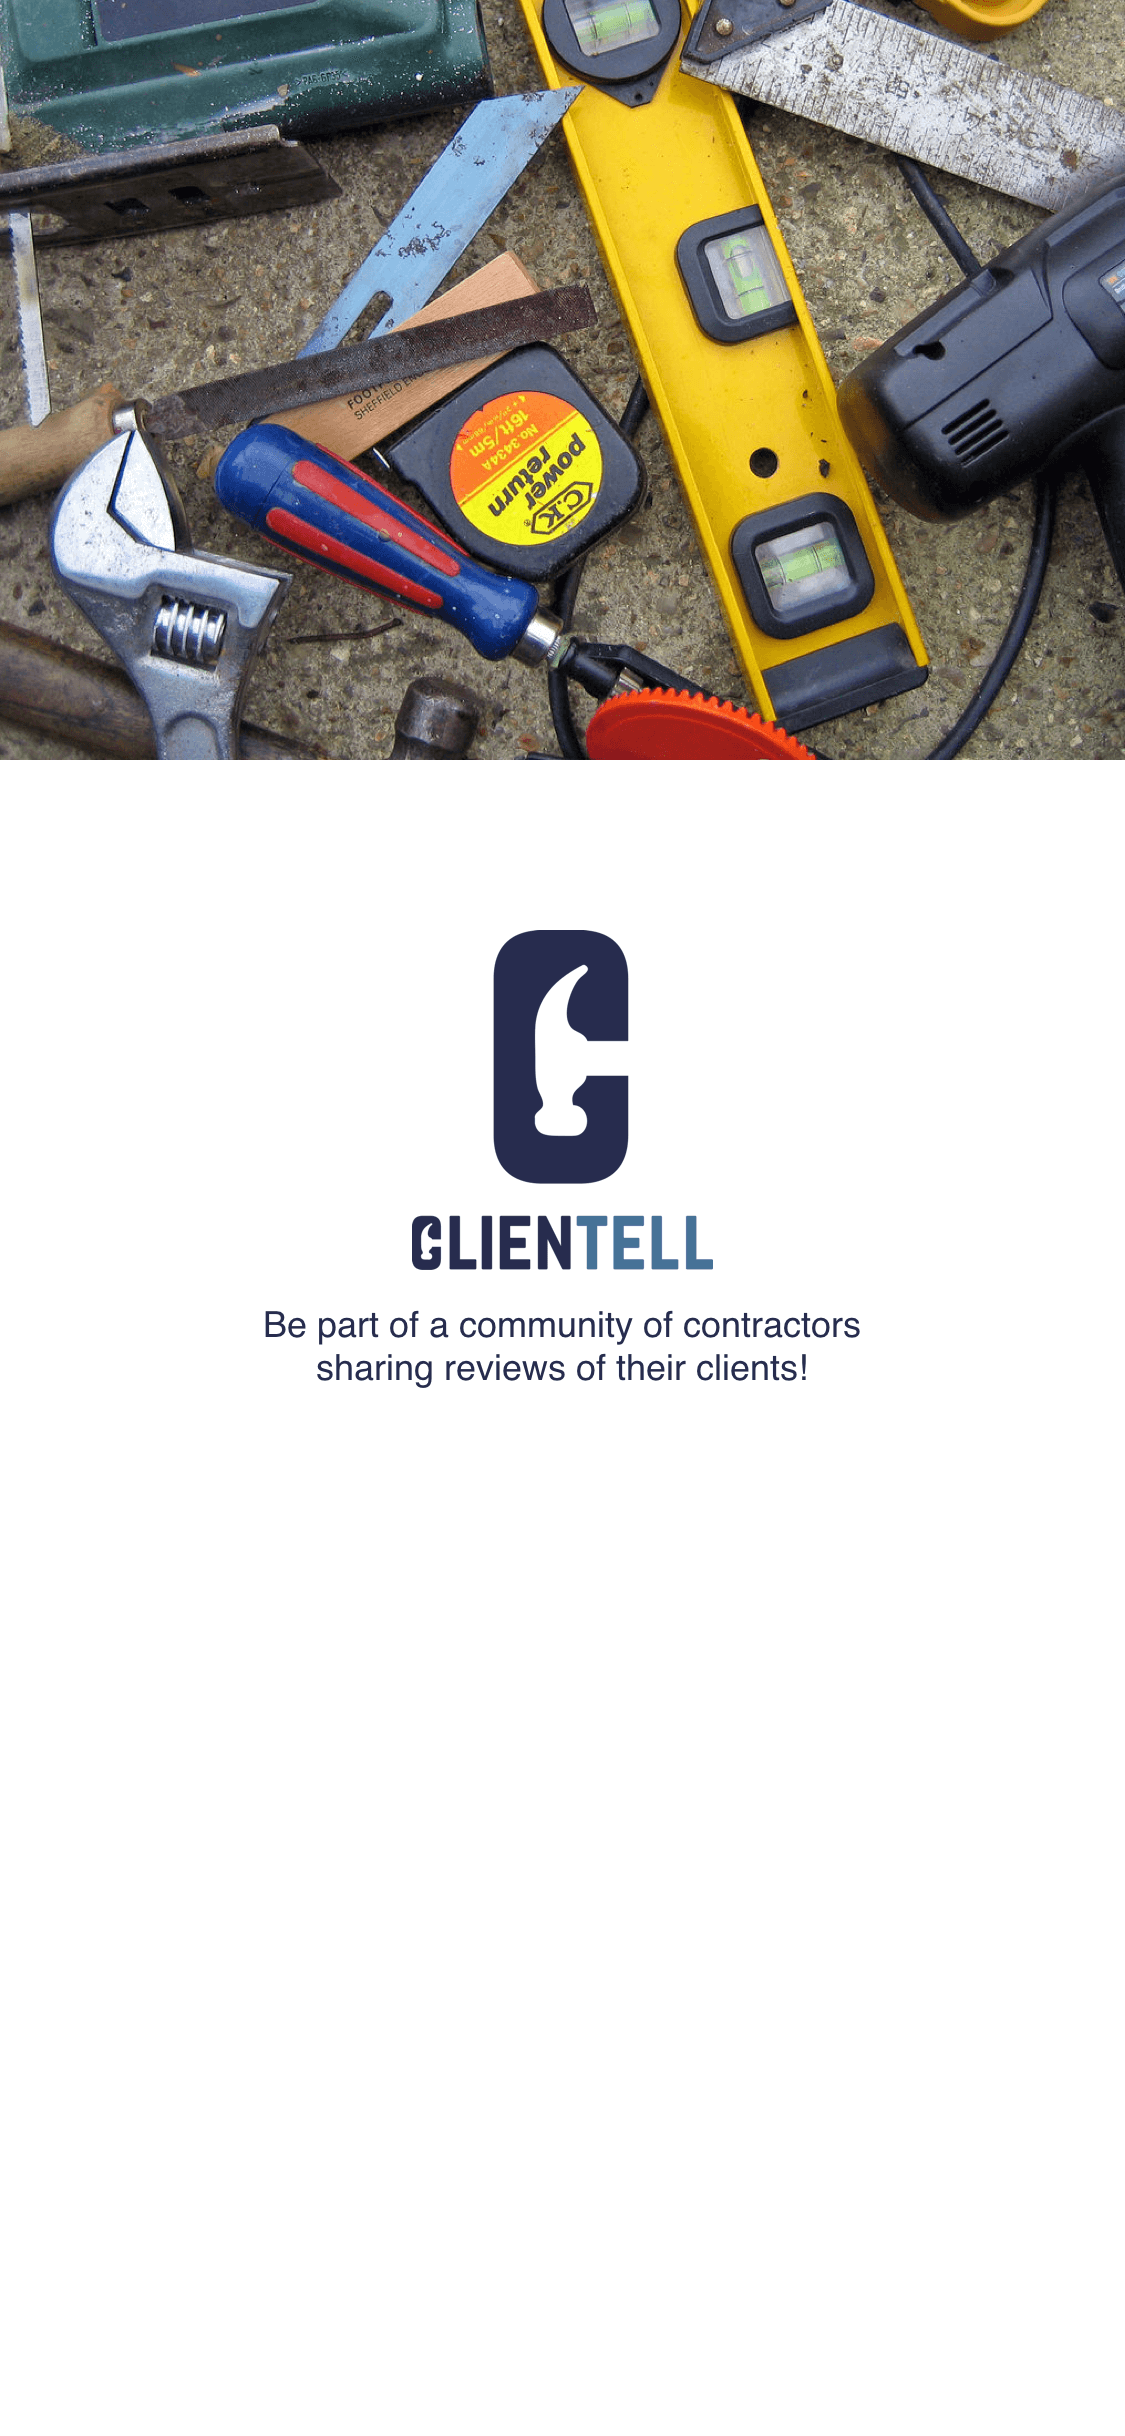 FOOT
SHEFFIELD EN
No. 3434A
16ft/5m
power
return
C.K
CLIENTELL
Be part of a community of contractors
sharing reviews of their clients!